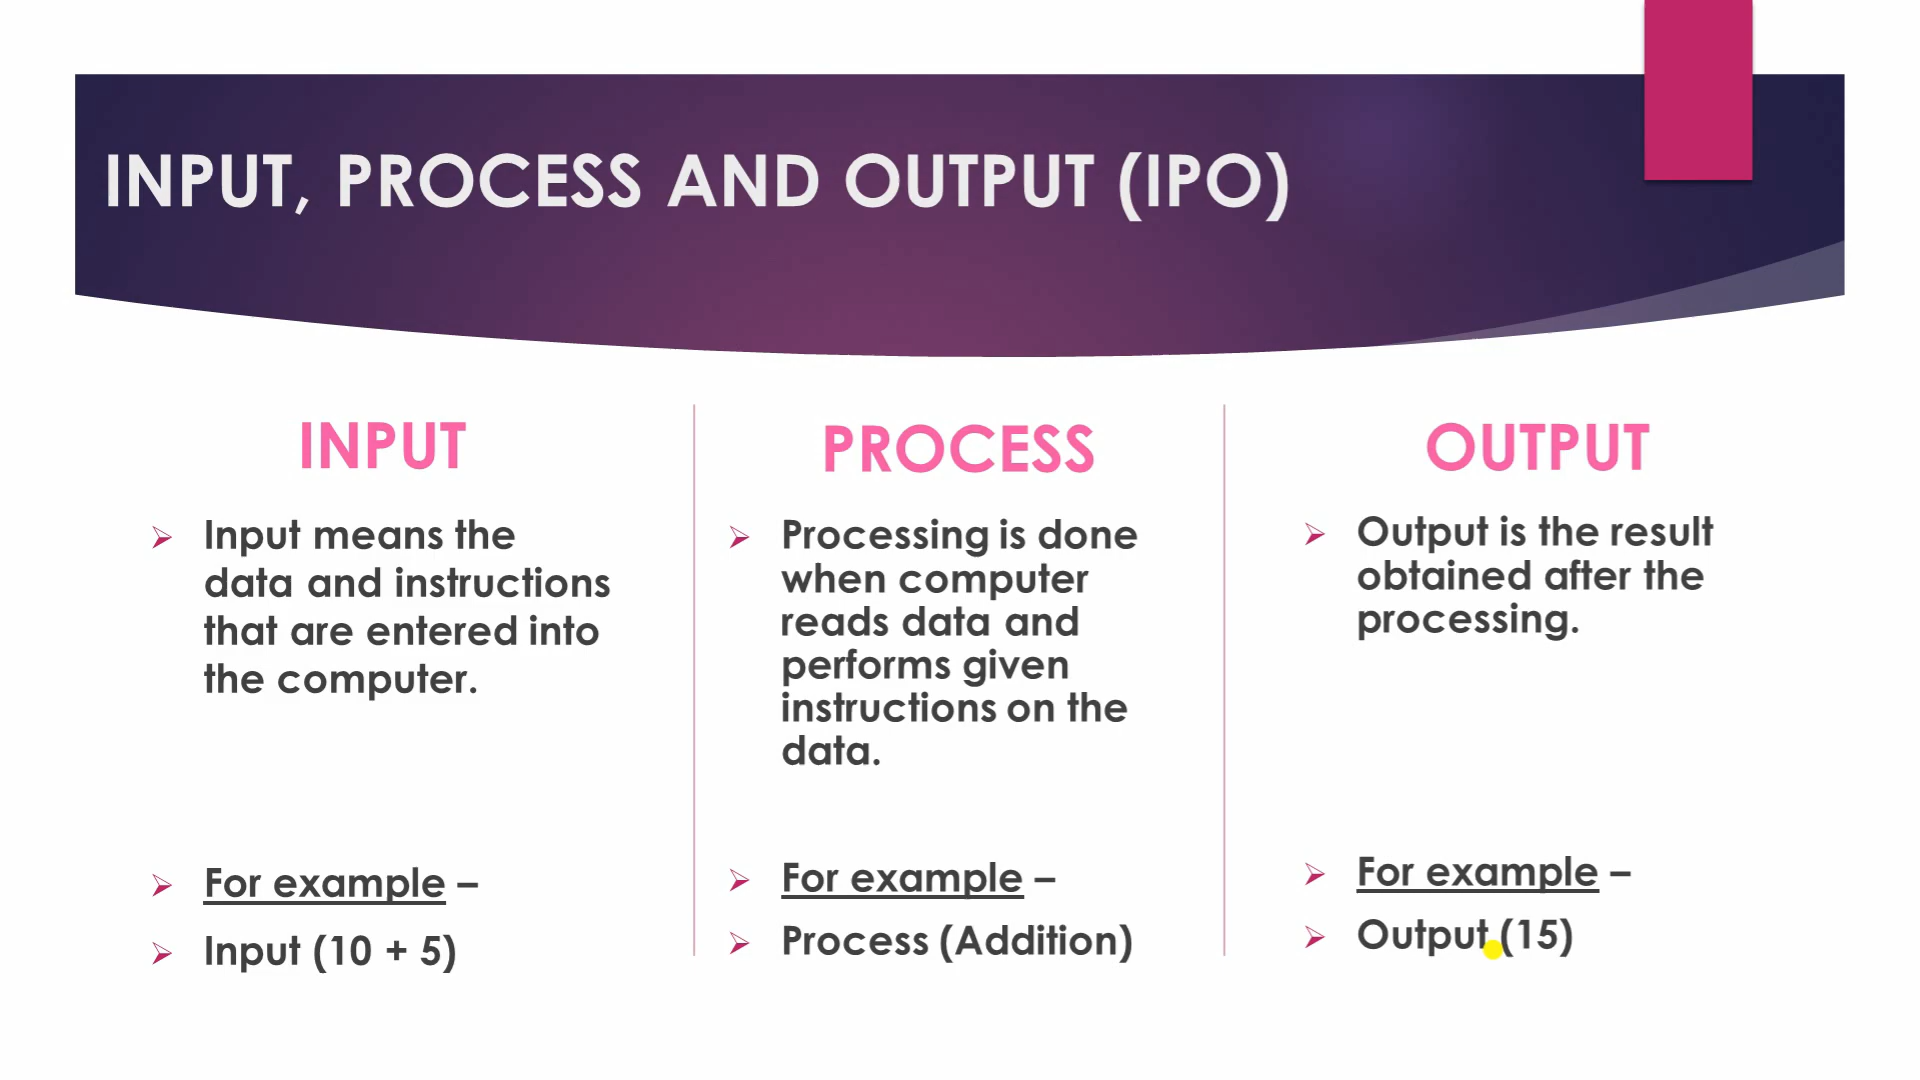 INPUT, PROCESS AND OUTPUT (IPO)
INPUT
Input means the
data and instructions
that are entered into
the computer.
For example –
Input (10 + 5)
PROCESS
Processing is done
when computer
reads data and
performs given
instructions on the
data.
For example –
Process (Addition)
OUTPUT
Output is the result
obtained after the
processing.
For example –
Output (15)